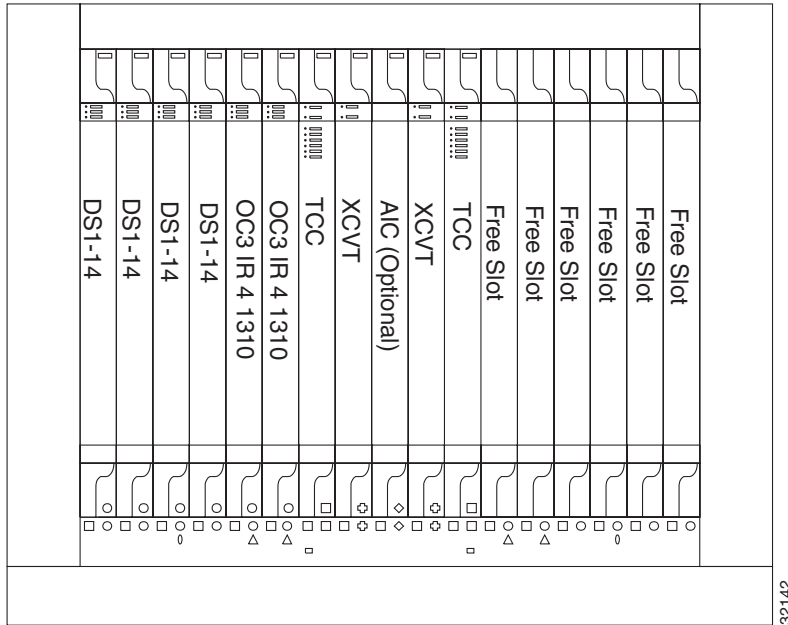 DS1-14
DS1-14
DS1-14
DS1-14
OC3 IR 4 1310
OC3 IR 4 1310
TCC
XCVT
AIC (Optional)
XCVT
TCC
Free Slot
Free Slot
Free Slot
Free Slot
Free Slot
Free Slot
32142